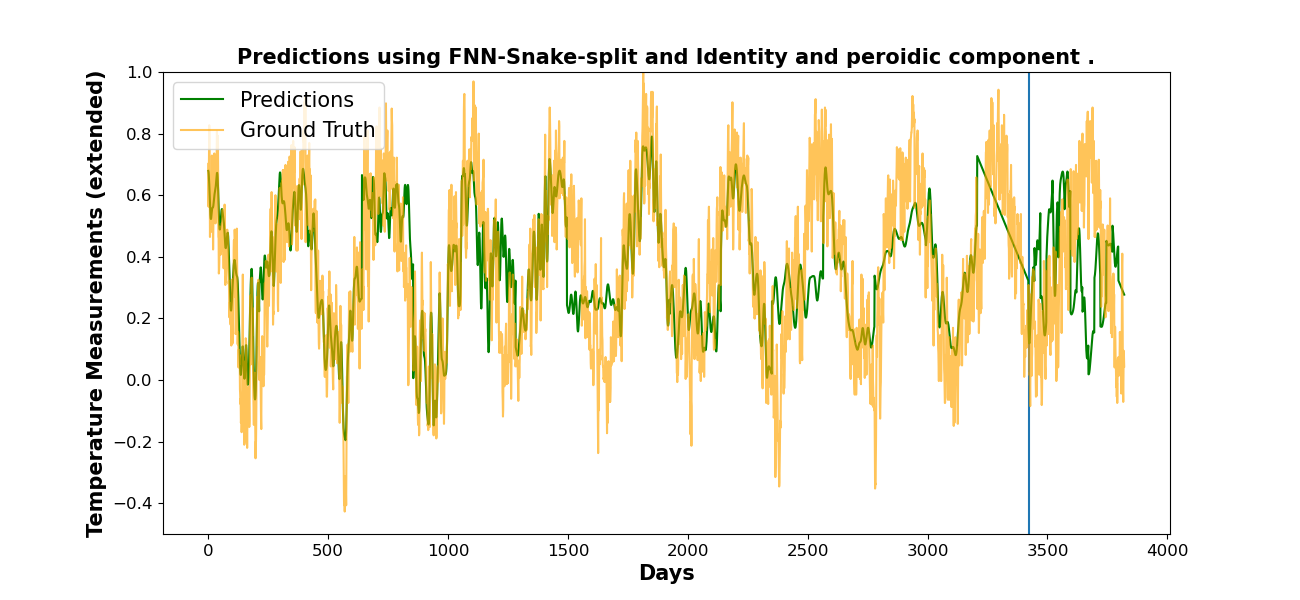 Predictions using FNN-Snake-split and Identity and peroidic component .
Temperature Measurements (extended)
1.0
0.8
0.6
0.4
0.2
0.0
−0.2
−0.4
Predictions
Ground Truth
0 500 1000 1500 2000 2500 3000 3500 4000
Days